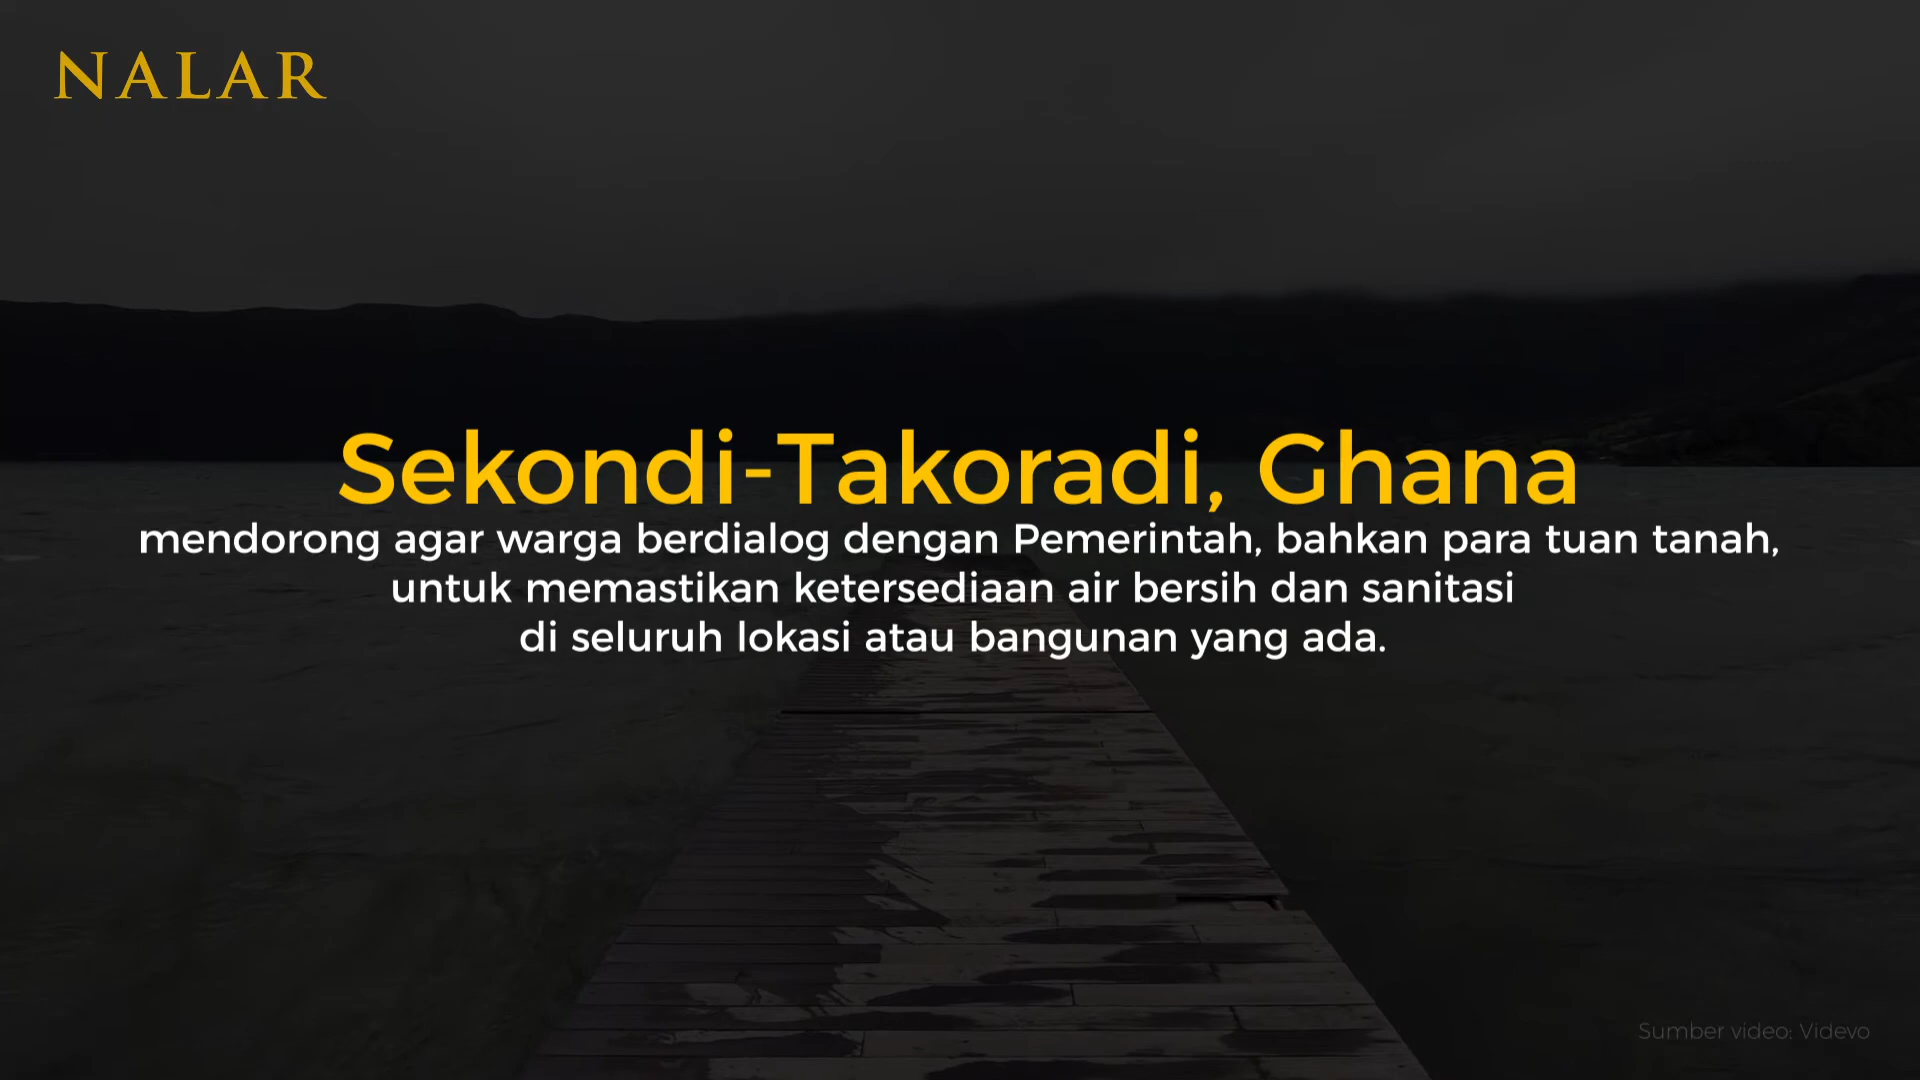 NALAR
Sekondi-Takoradi, Ghana
mendorong agar warga berdialog dengan Pemerintah, bahkan para tuan tanah,
untuk memastikan ketersediaan air bersih dan sanitasi
di seluruh lokasi atau bangunan yang ada.
Sumber video: Videvo